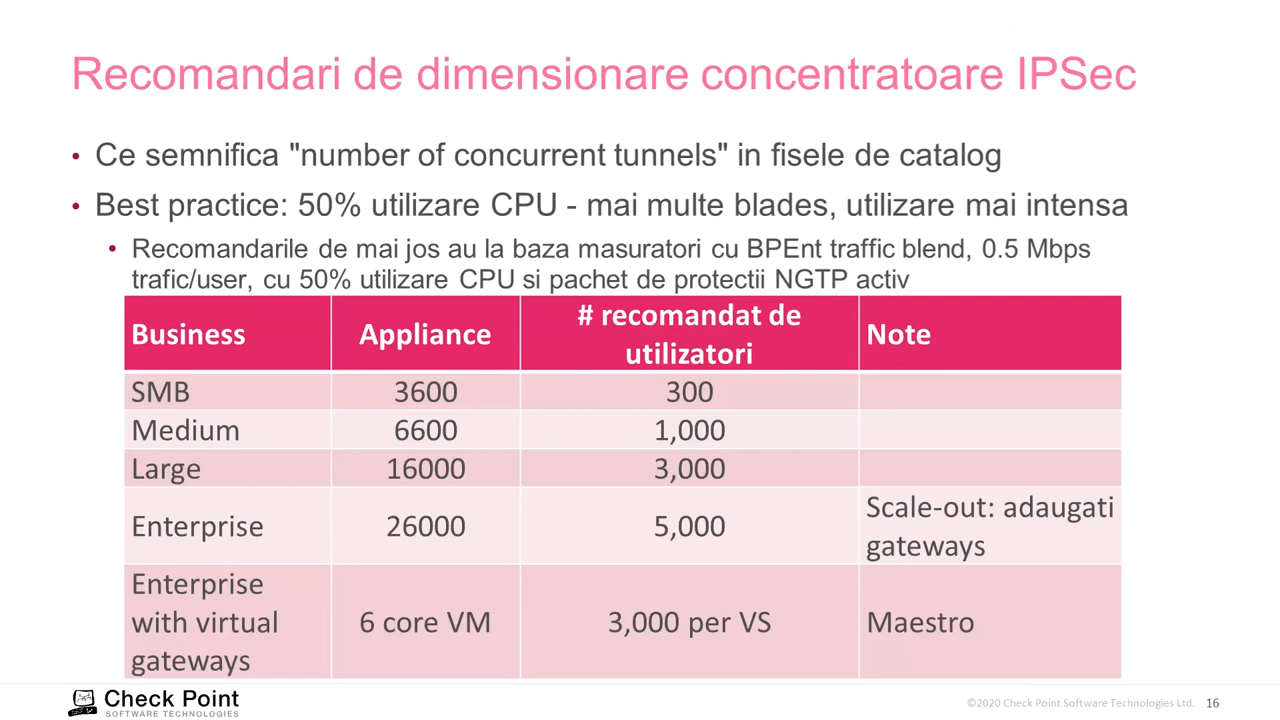 Recomandari de dimensionare concentratoare IPSec
• Ce semnifica "number of concurrent tunnels" in fisele de catalog
• Best practice: 50% utilizare CPU - mai multe blades, utilizare mai intensa
• Recomandarile de mai jos au la baza masuratori cu BPEnt traffic blend, 0.5 Mbps
trafic/user, cu 50% utilizare CPU si pachet de protectii NGTP activ
Business Appliance # recomandat de utilizatori Note
SMB 3600 300
Medium 6600 1,000
Large 16000 3,000
Enterprise 26000 5,000 Scale-out: adaugati gateways
Enterprise with virtual gateways 6 core VM 3,000 per VS Maestro
Check Point
SOFTWARE TECHNOLOGIES
©2020 Check Point Software Technologies Ltd. 16